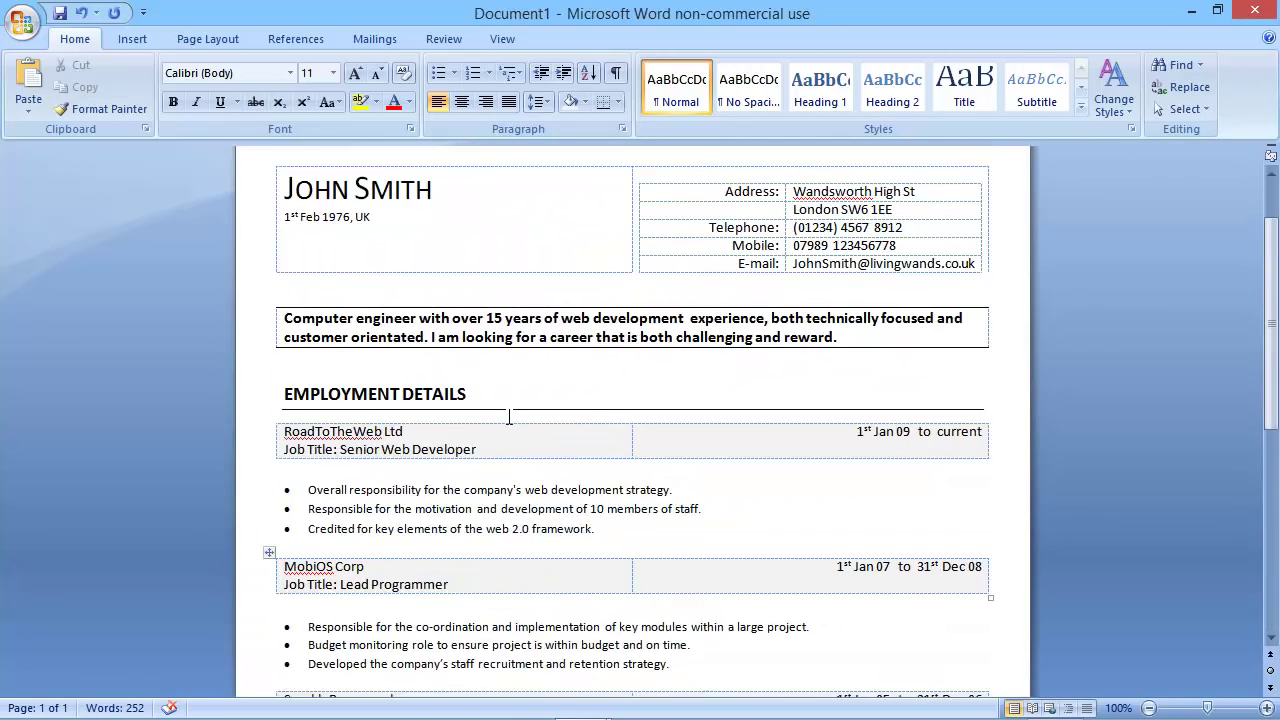 Document1 - Microsoft Word non-commercial use
Home Insert Page Layout References Mailings Review View
Paste
Cut
Copy
Format Painter
Clipboard
Calibri (Body) 11
Font
Paragraph
AaBbCcDc AaBbCcDc AaBbC AaBbCc AaB AaBbCc.
¶ Normal ¶ No Spaci... Heading 1 Heading 2 Title Subtitle
Change
Styles
Styles
Find
Replace
Select
Editing
JOHN SMITH
1st Feb 1976, UK
Address: Wandsworth High St
London SW6 1EE
Telephone: (01234) 4567 8912
Mobile: 07989 123456778
E-mail: JohnSmith@livingwands.co.uk
Computer engineer with over 15 years of web development experience, both technically focused and
customer orientated. I am looking for a career that is both challenging and reward.
EMPLOYMENT DETAILS
RoadToTheWeb Ltd 1st Jan 09 to current
Job Title: Senior Web Developer
• Overall responsibility for the company's web development strategy.
• Responsible for the motivation and development of 10 members of staff.
• Credited for key elements of the web 2.0 framework.
MobiOS Corp 1st Jan 07 to 31st Dec 08
Job Title: Lead Programmer
• Responsible for the co-ordination and implementation of key modules within a large project.
• Budget monitoring role to ensure project is within budget and on time.
• Developed the company's staff recruitment and retention strategy.
Page: 1 of 1 Words: 252 100%